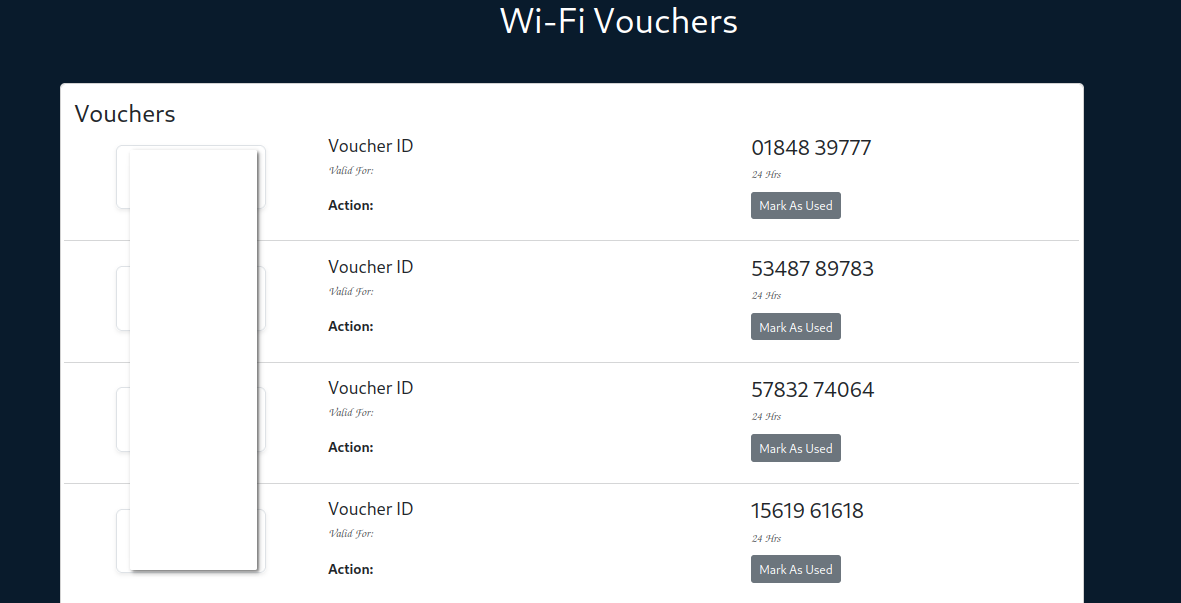 Wi-Fi Vouchers
Vouchers
Voucher ID 01848 39777
Valid For: 24 Hrs
Action: Mark As Used
Voucher ID 53487 89783
Valid For: 24 Hrs
Action: Mark As Used
Voucher ID 57832 74064
Valid For: 24 Hrs
Action: Mark As Used
Voucher ID 15619 61618
Valid For: 24 Hrs
Action: Mark As Used